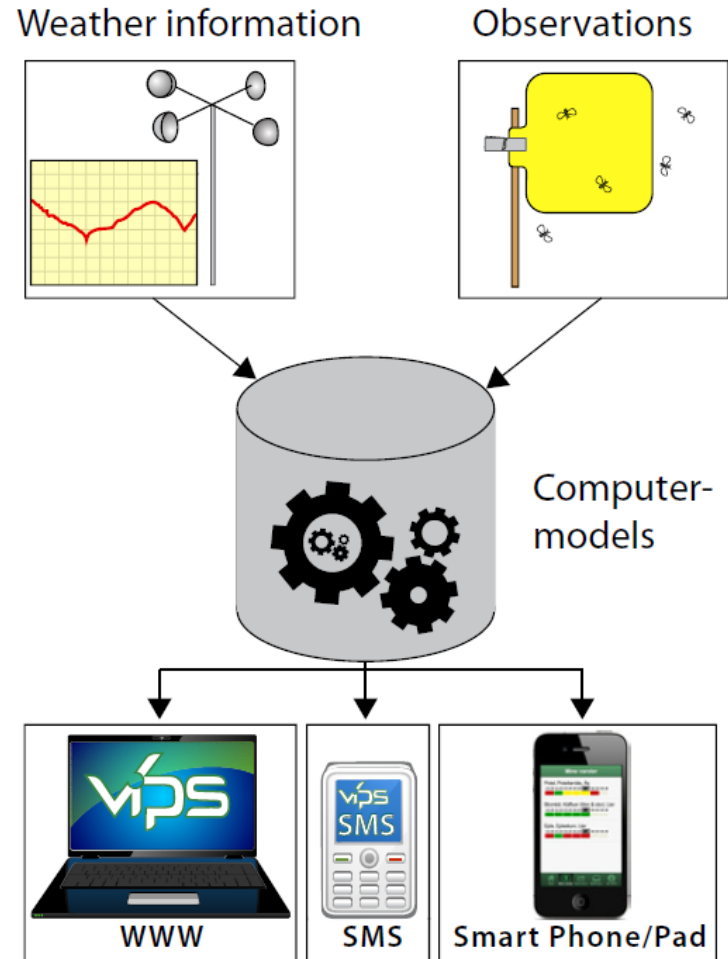 Weather information
Observations
Computer-
models
VIPS
VIPS
SMS
WWW
SMS
Smart Phone/Pad